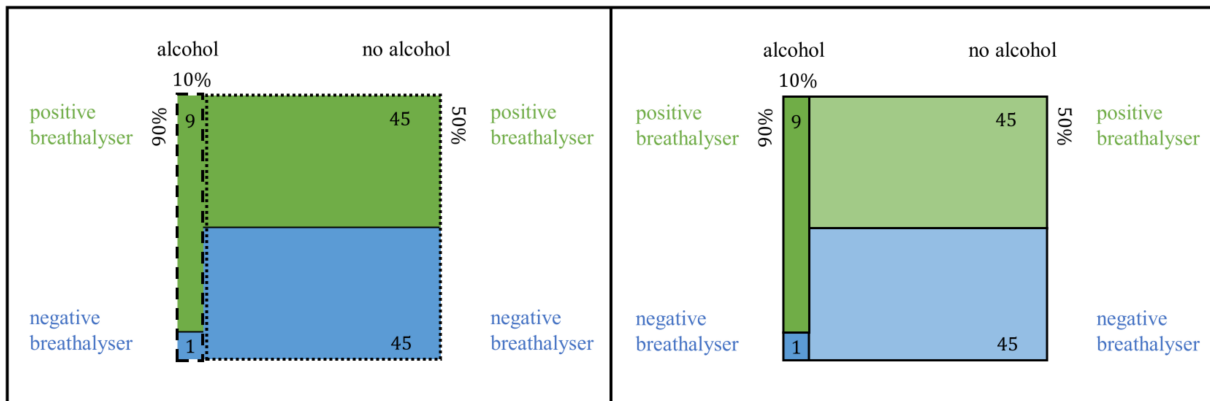 alcohol
no alcohol
10%
positive
breathalyser
90%
9
45
50%
positive
breathalyser
negative
breathalyser
1
45
negative
breathalyser
alcohol
no alcohol
10%
positive
breathalyser
90%
9
45
50%
positive
breathalyser
negative
breathalyser
1
45
negative
breathalyser